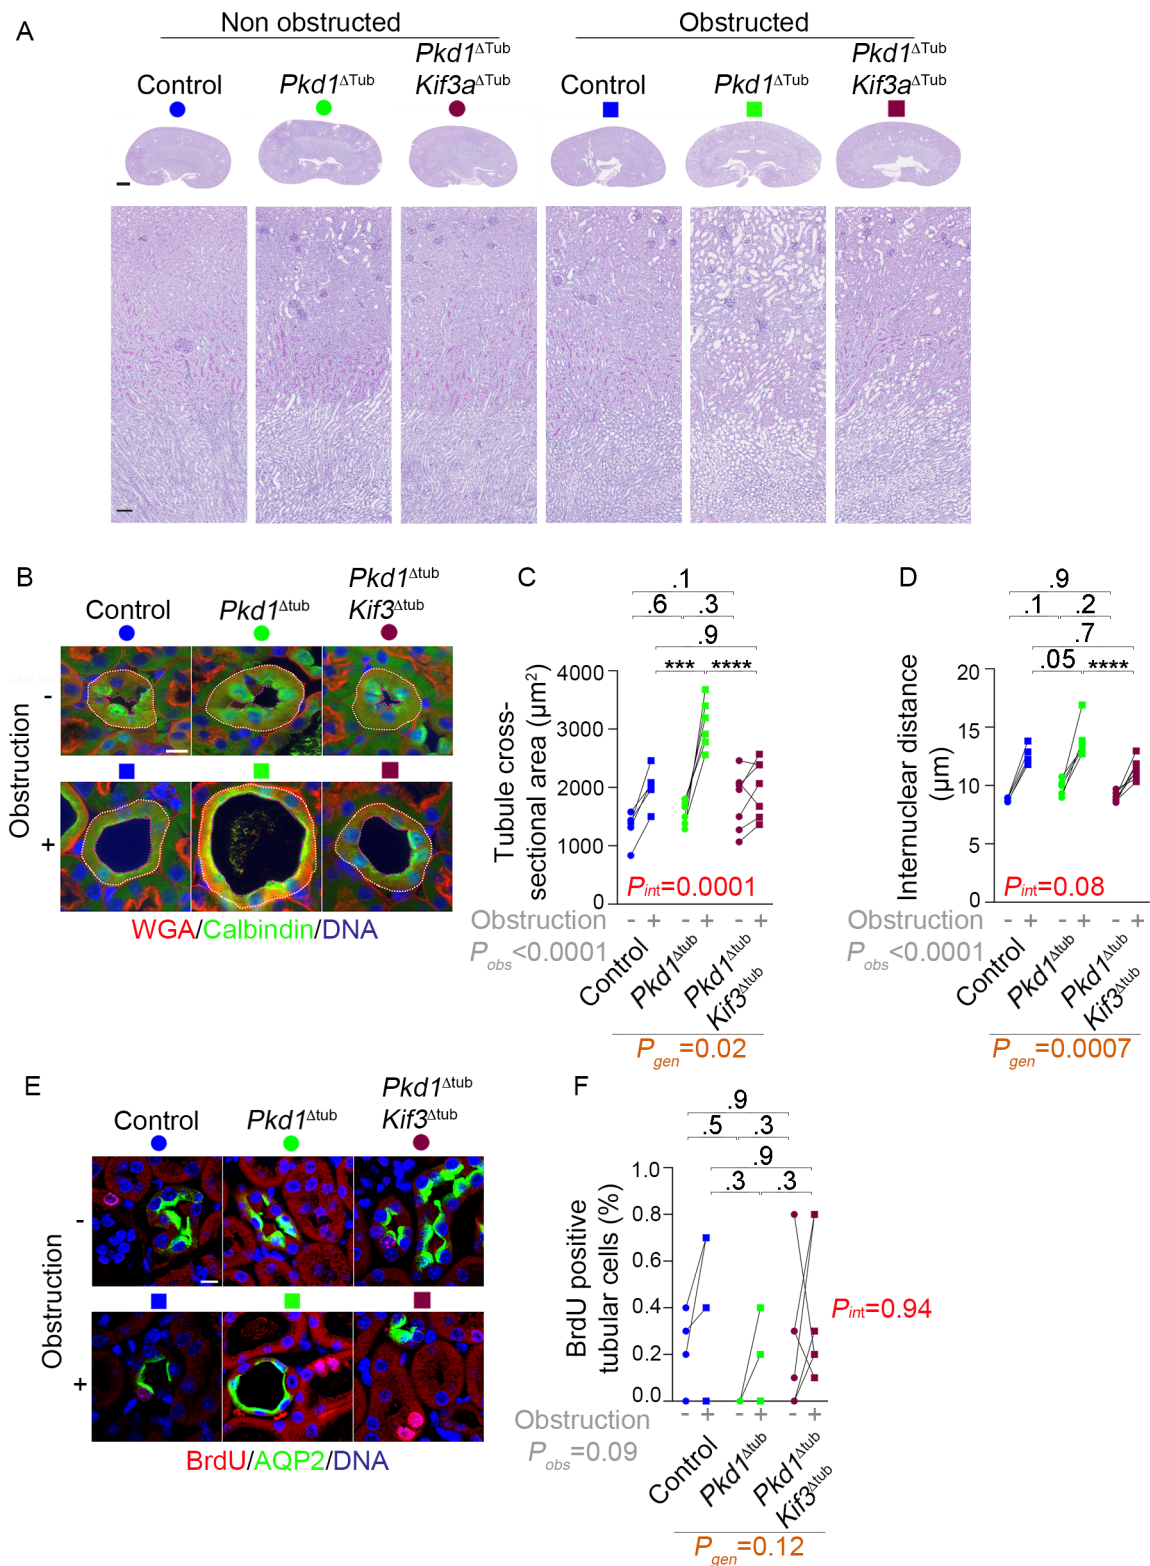 A
Non obstructed
Obstructed
Control
Pkd1ΔTub
Pkd1ΔTub
Kif3aΔTub
Control
Pkd1ΔTub
Pkd1ΔTub
Kif3aΔTub
B
Control
Pkd1Δtub
Pkd1Δtub
Kif3Δtub
Obstruction
-
+
WGA/Calbindin/DNA
C
.1
.6
.3
.9
***
****
Tubule cross-
sectional area (µm²)
4000
3000
2000
1000
0
Pint=0.0001
Obstruction
- + - + - +
Pobs<0.0001
Control
Pkd1Δtub
Pkd1Δtub
Kif3Δtub
Pgen=0.02
D
.9
.1
.2
.7
.05
****
Internuclear distance
(µm)
20
15
10
5
0
Pint=0.08
Obstruction
- + - + - +
Pobs<0.0001
Control
Pkd1Δtub
Pkd1Δtub
Kif3Δtub
Pgen=0.0007
E
Control
Pkd1Δtub
Pkd1Δtub
Kif3Δtub
Obstruction
-
+
BrdU/AQP2/DNA
F
.9
.5
.3
.9
.3
.3
BrdU positive
tubular cells (%)
1.0
0.8
0.6
0.4
0.2
0.0
Pint=0.94
Obstruction
- + - + - +
Pobs=0.09
Control
Pkd1Δtub
Pkd1Δtub
Kif3Δtub
Pgen=0.12